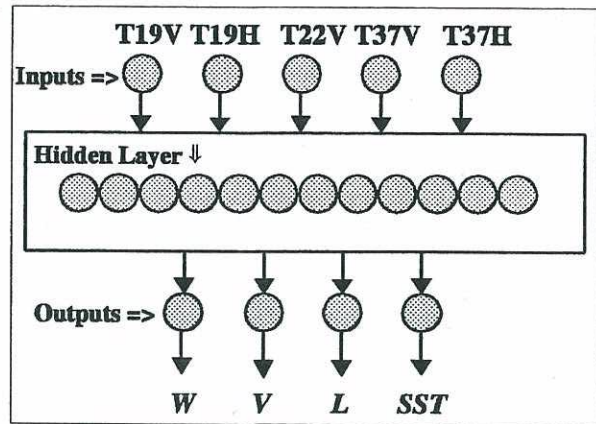 T19V T19H T22V T37V T37H
Inputs =>
Hidden Layer ⇓
Outputs =>
W V L SST